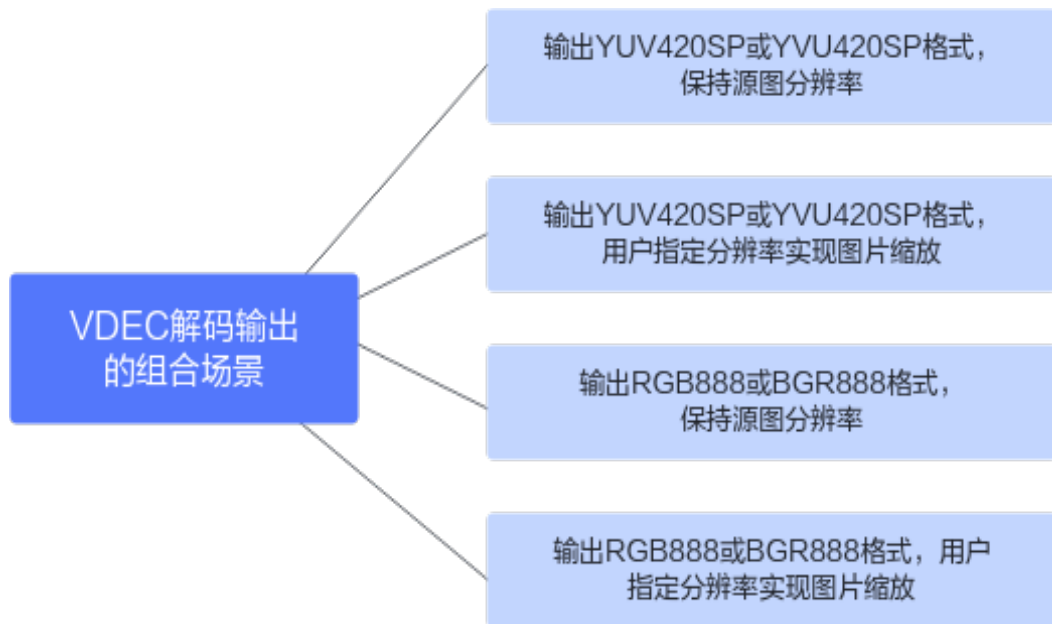 输出YUV420SP或YVU420SP格式，
保持源图分辨率
输出YUV420SP或YVU420SP格式，
用户指定分辨率实现图片缩放
VDEC解码输出
的组合场景
输出RGB888或BGR888格式，
保持源图分辨率
输出RGB888或BGR888格式，用户
指定分辨率实现图片缩放